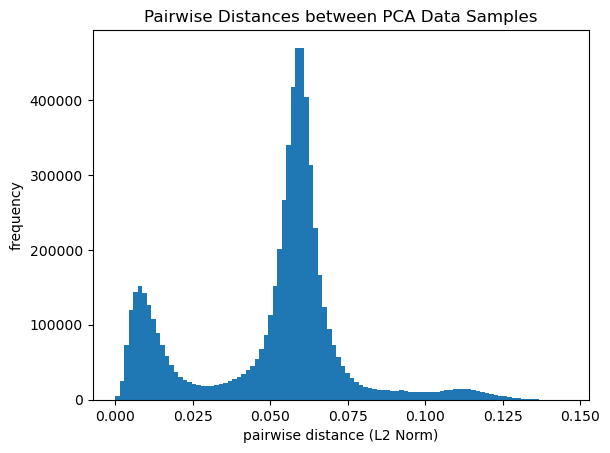 Pairwise Distances between PCA Data Samples
frequency
400000
300000
200000
100000
0
0.000 0.025 0.050 0.075 0.100 0.125 0.150
pairwise distance (L2 Norm)